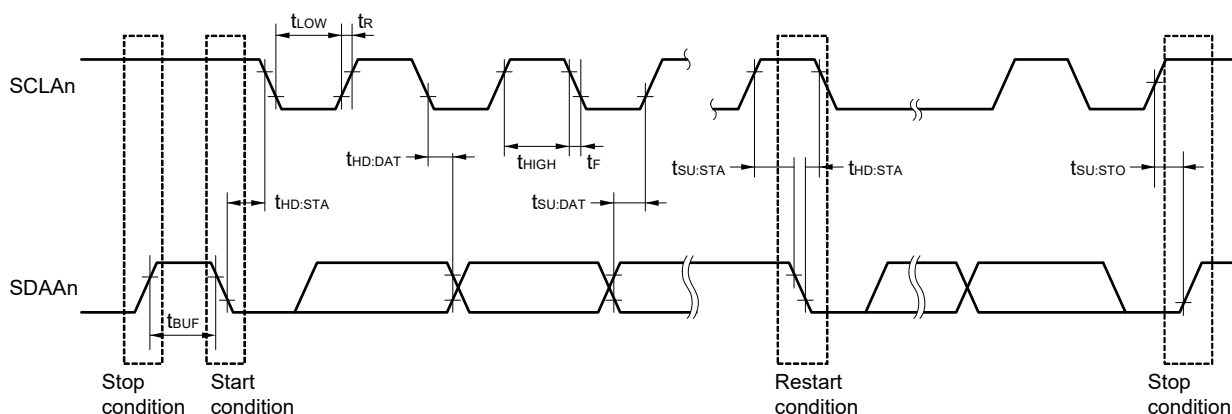 tLOW tR
SCLAn
tHD:DAT tHIGH tF tSU:STA tHD:STA tSU:STO
tHD:STA tSU:DAT
SDAAn
tBUF
Stop condition
Start condition
Restart condition
Stop condition